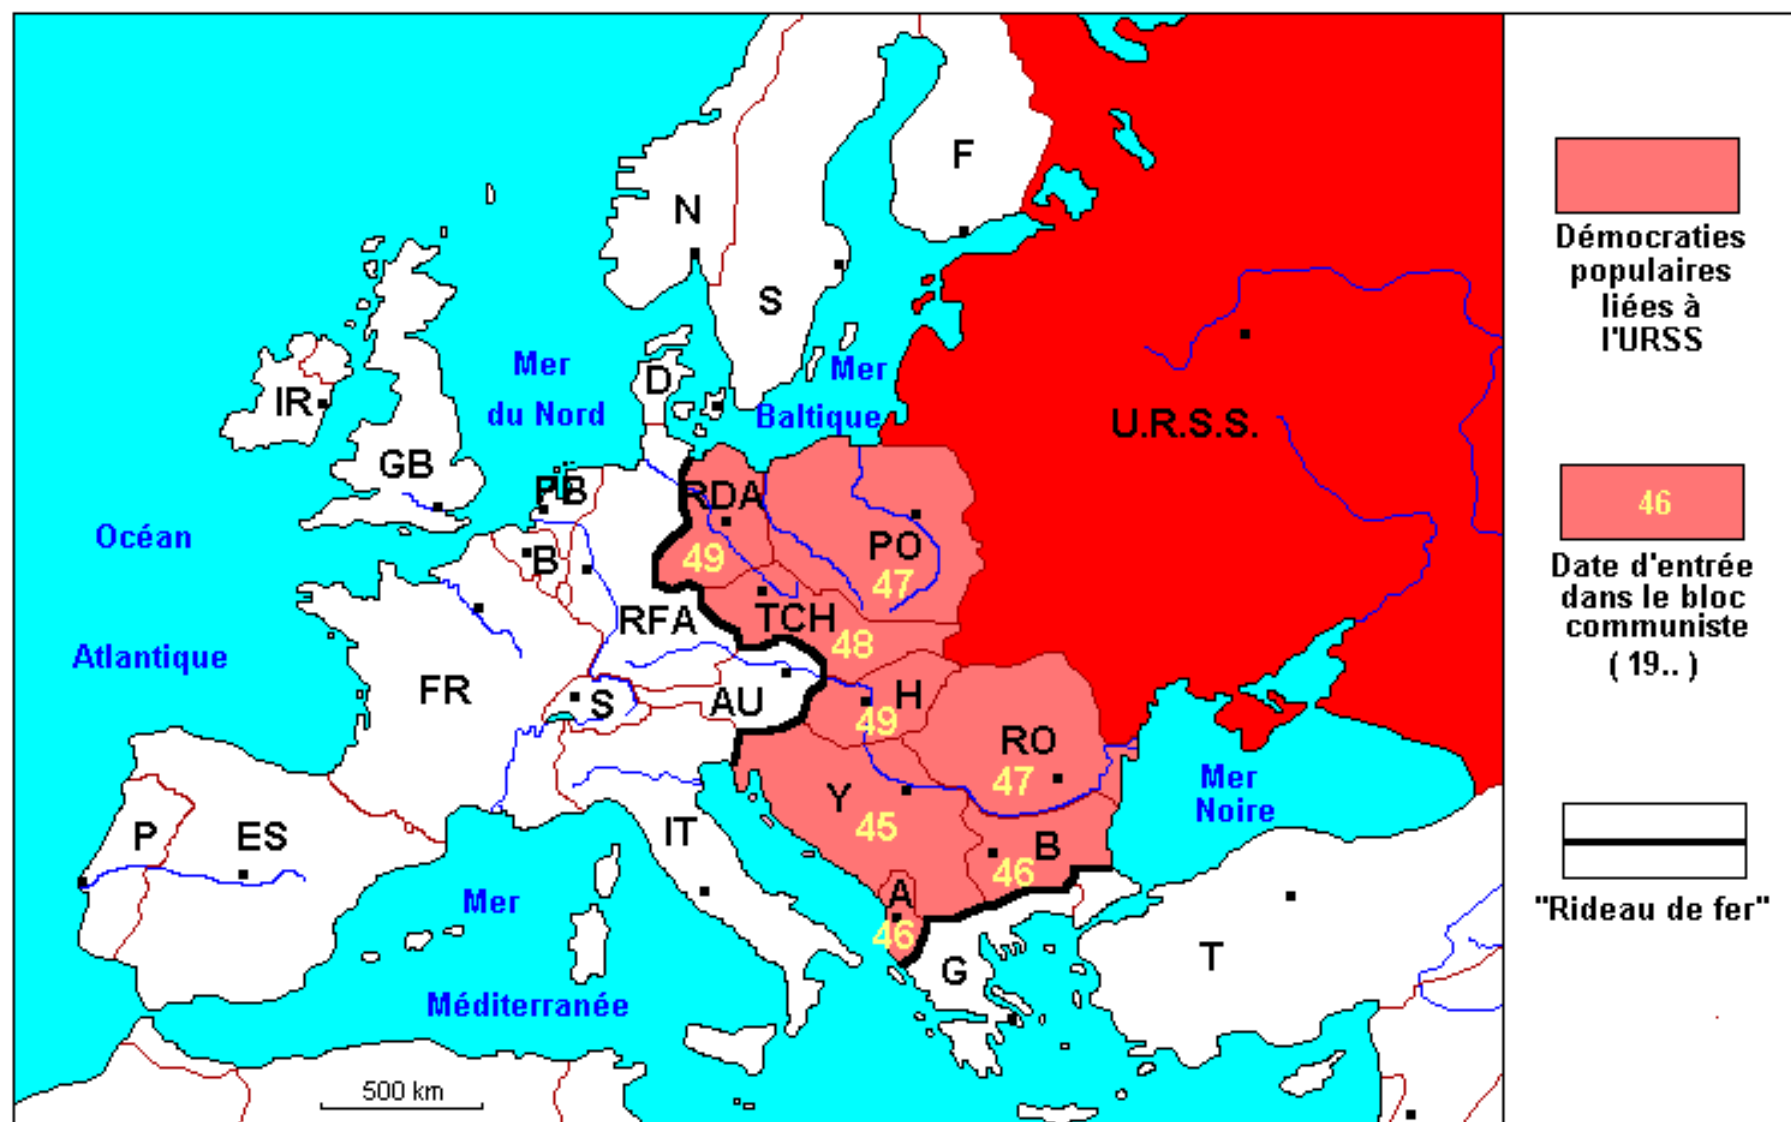 F
N
S
Mer
du Nord
D
Mer
Baltique
U.R.S.S.
IR
GB
PB
RDA
49
PO
47
B
Océan
Atlantique
RFA
TCH
48
FR
S
AU
H
49
RO
47
Y
45
Mer
Noire
P
ES
IT
B
46
A
46
Mer
Méditerranée
G
T
500 km
Démocraties
populaires
liées à
l'URSS
46
Date d'entrée
dans le bloc
communiste
( 19.. )
"Rideau de fer"